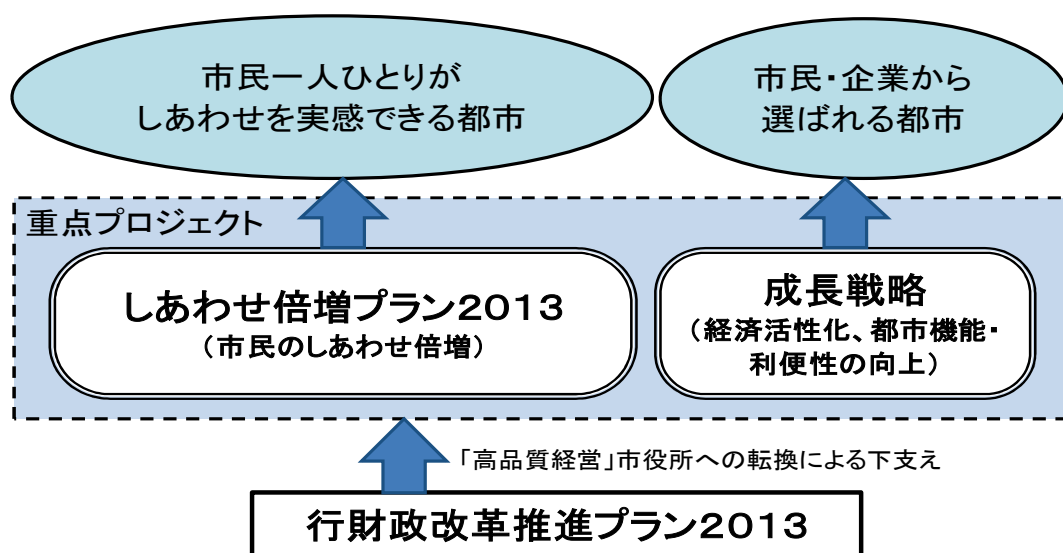 市民一人ひとりが
しあわせを実感できる都市
市民・企業から
選ばれる都市
重点プロジェクト
しあわせ倍増プラン2013
(市民のしあわせ倍増)
成長戦略
(経済活性化、都市機能・
利便性の向上)
「高品質経営」市役所への転換による下支え
行財政改革推進プラン2013